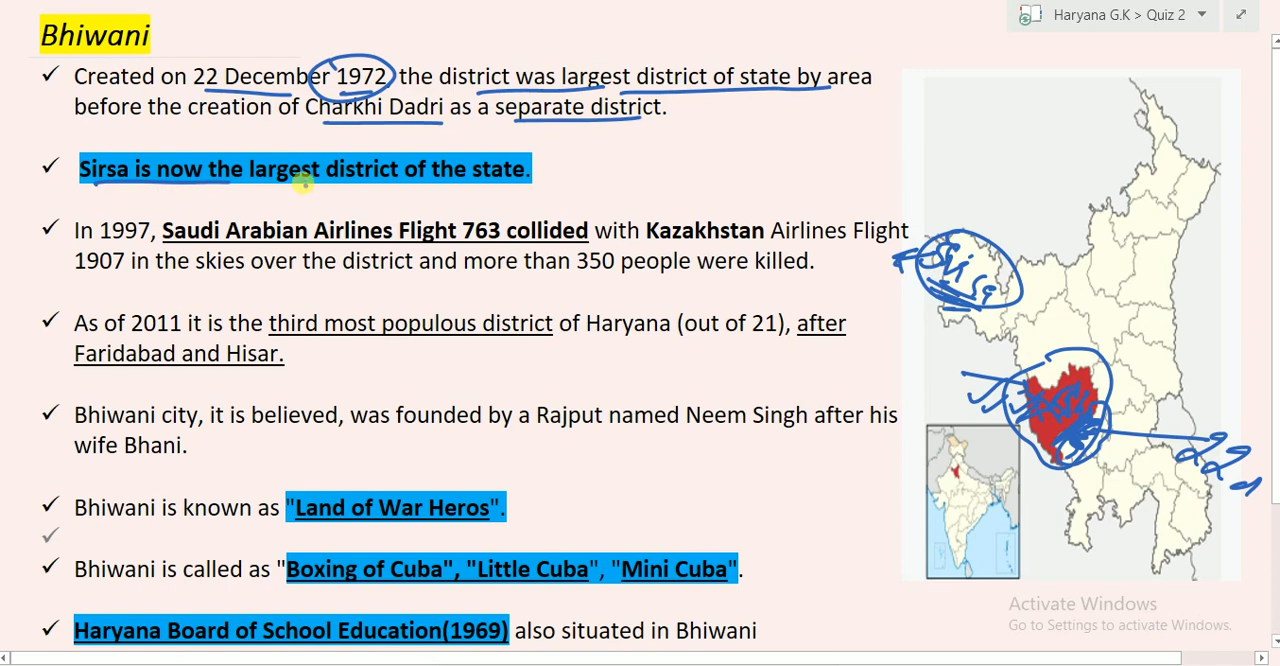 Haryana G.K > Quiz 2
Bhiwani
✓ Created on 22 December 1972, the district was largest district of state by area
before the creation of Charkhi Dadri as a separate district.
✓ Sirsa is now the largest district of the state.
✓ In 1997, Saudi Arabian Airlines Flight 763 collided with Kazakhstan Airlines Flight
1907 in the skies over the district and more than 350 people were killed.
✓ As of 2011 it is the third most populous district of Haryana (out of 21), after
Faridabad and Hisar.
✓ Bhiwani city, it is believed, was founded by a Rajput named Neem Singh after his
wife Bhani.
✓ Bhiwani is known as "Land of War Heros".
✓
✓ Bhiwani is called as "Boxing of Cuba", "Little Cuba", "Mini Cuba".
✓ Haryana Board of School Education(1969) also situated in Bhiwani
Sirsa
Activate Windows
Go to Settings to activate Windows.